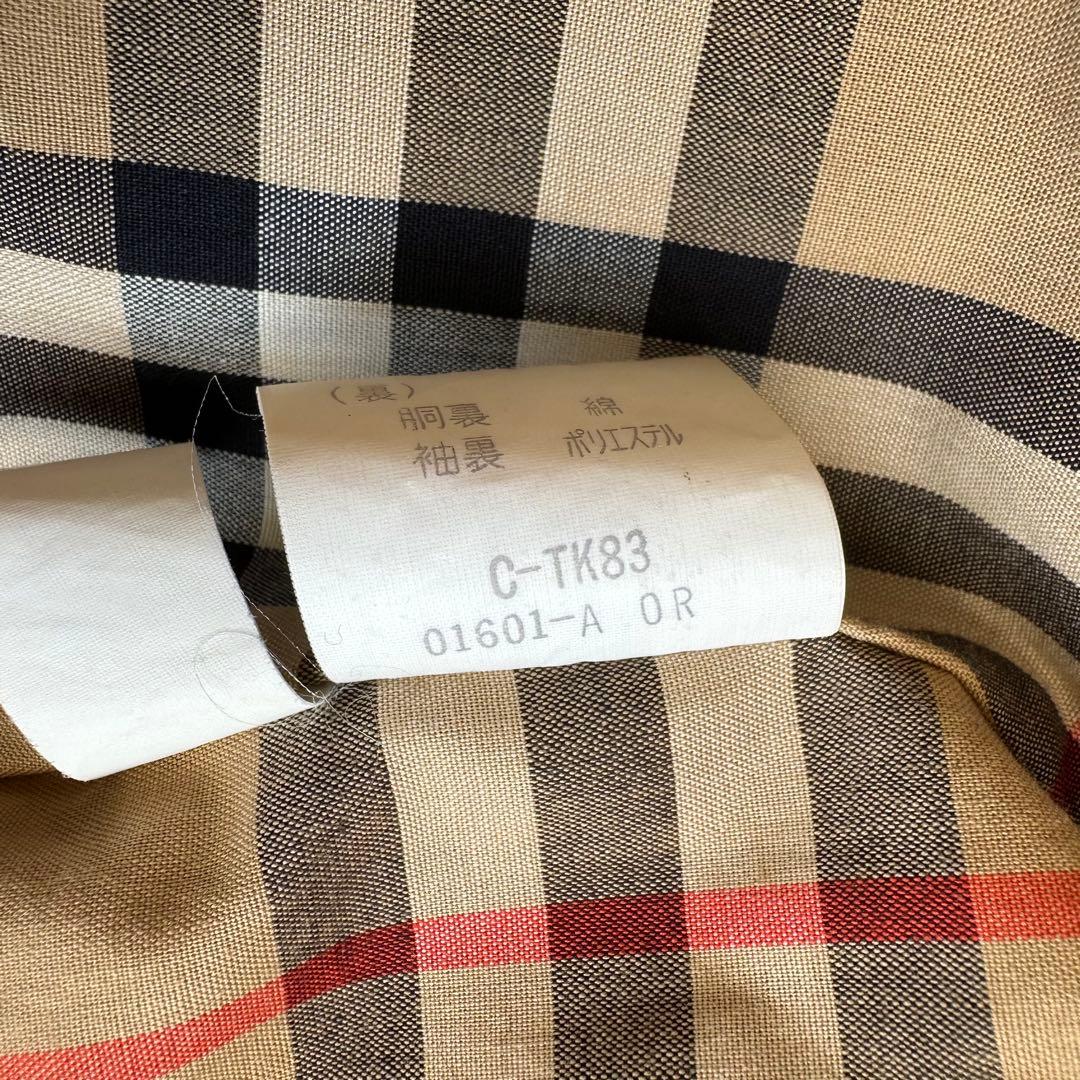 （裏）
胴裏 綿
袖裏 ポリエステル
C-TK83
01601-A OR